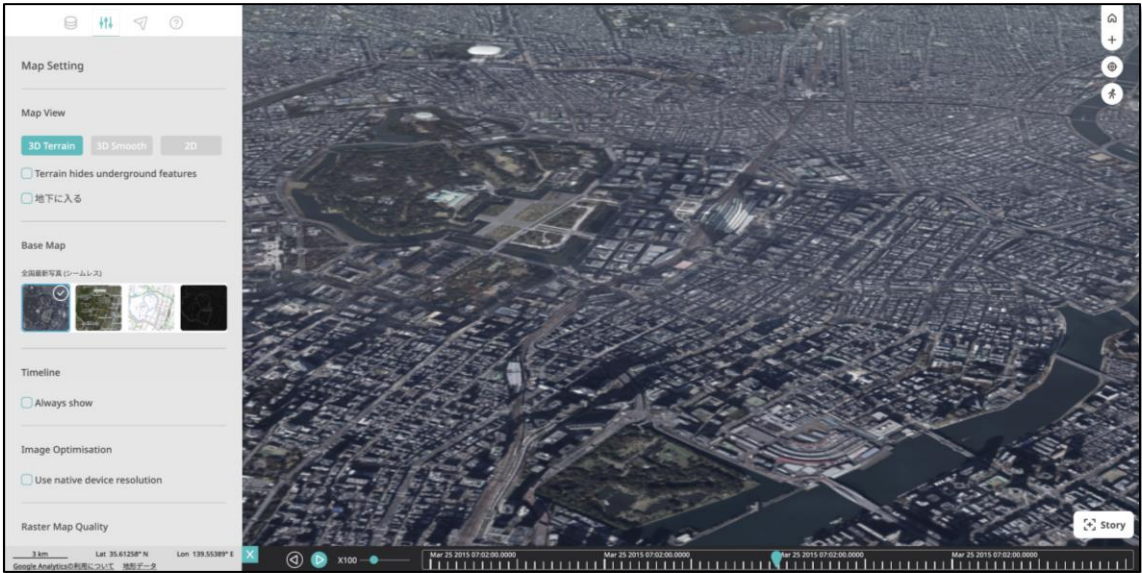 Map Setting
Map View
3D Terrain 3D Smooth 2D
Terrain hides underground features
地下に入る
Base Map
全国最新写真 (シームレス)
Timeline
Always show
Image Optimisation
Use native device resolution
Raster Map Quality
3 km Lat 35.61258° N Lon 139.55389° E
Google Analyticsの利用について 地形データ
X100
Mar 25 2015 07:02:00.0000 Mar 25 2015 07:02:00.0000 Mar 25 2015 07:02:00.0000 Mar 25 2015 07:02:00.0000
Story